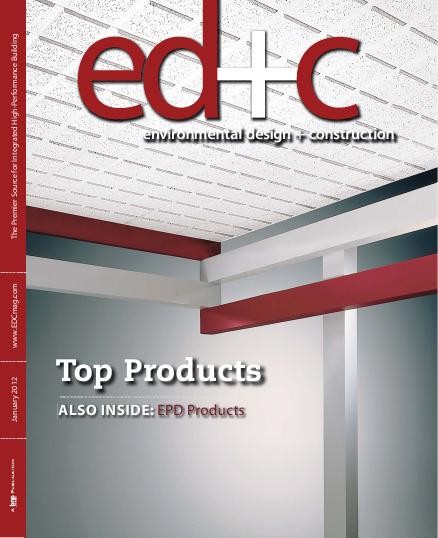 ed+c
environmental design + construction
The Premier Source for Integrated High-Performance Building
www.EDCmag.com
January 2012
A bnp PUBLICATION
Top Products
ALSO INSIDE: EPD Products